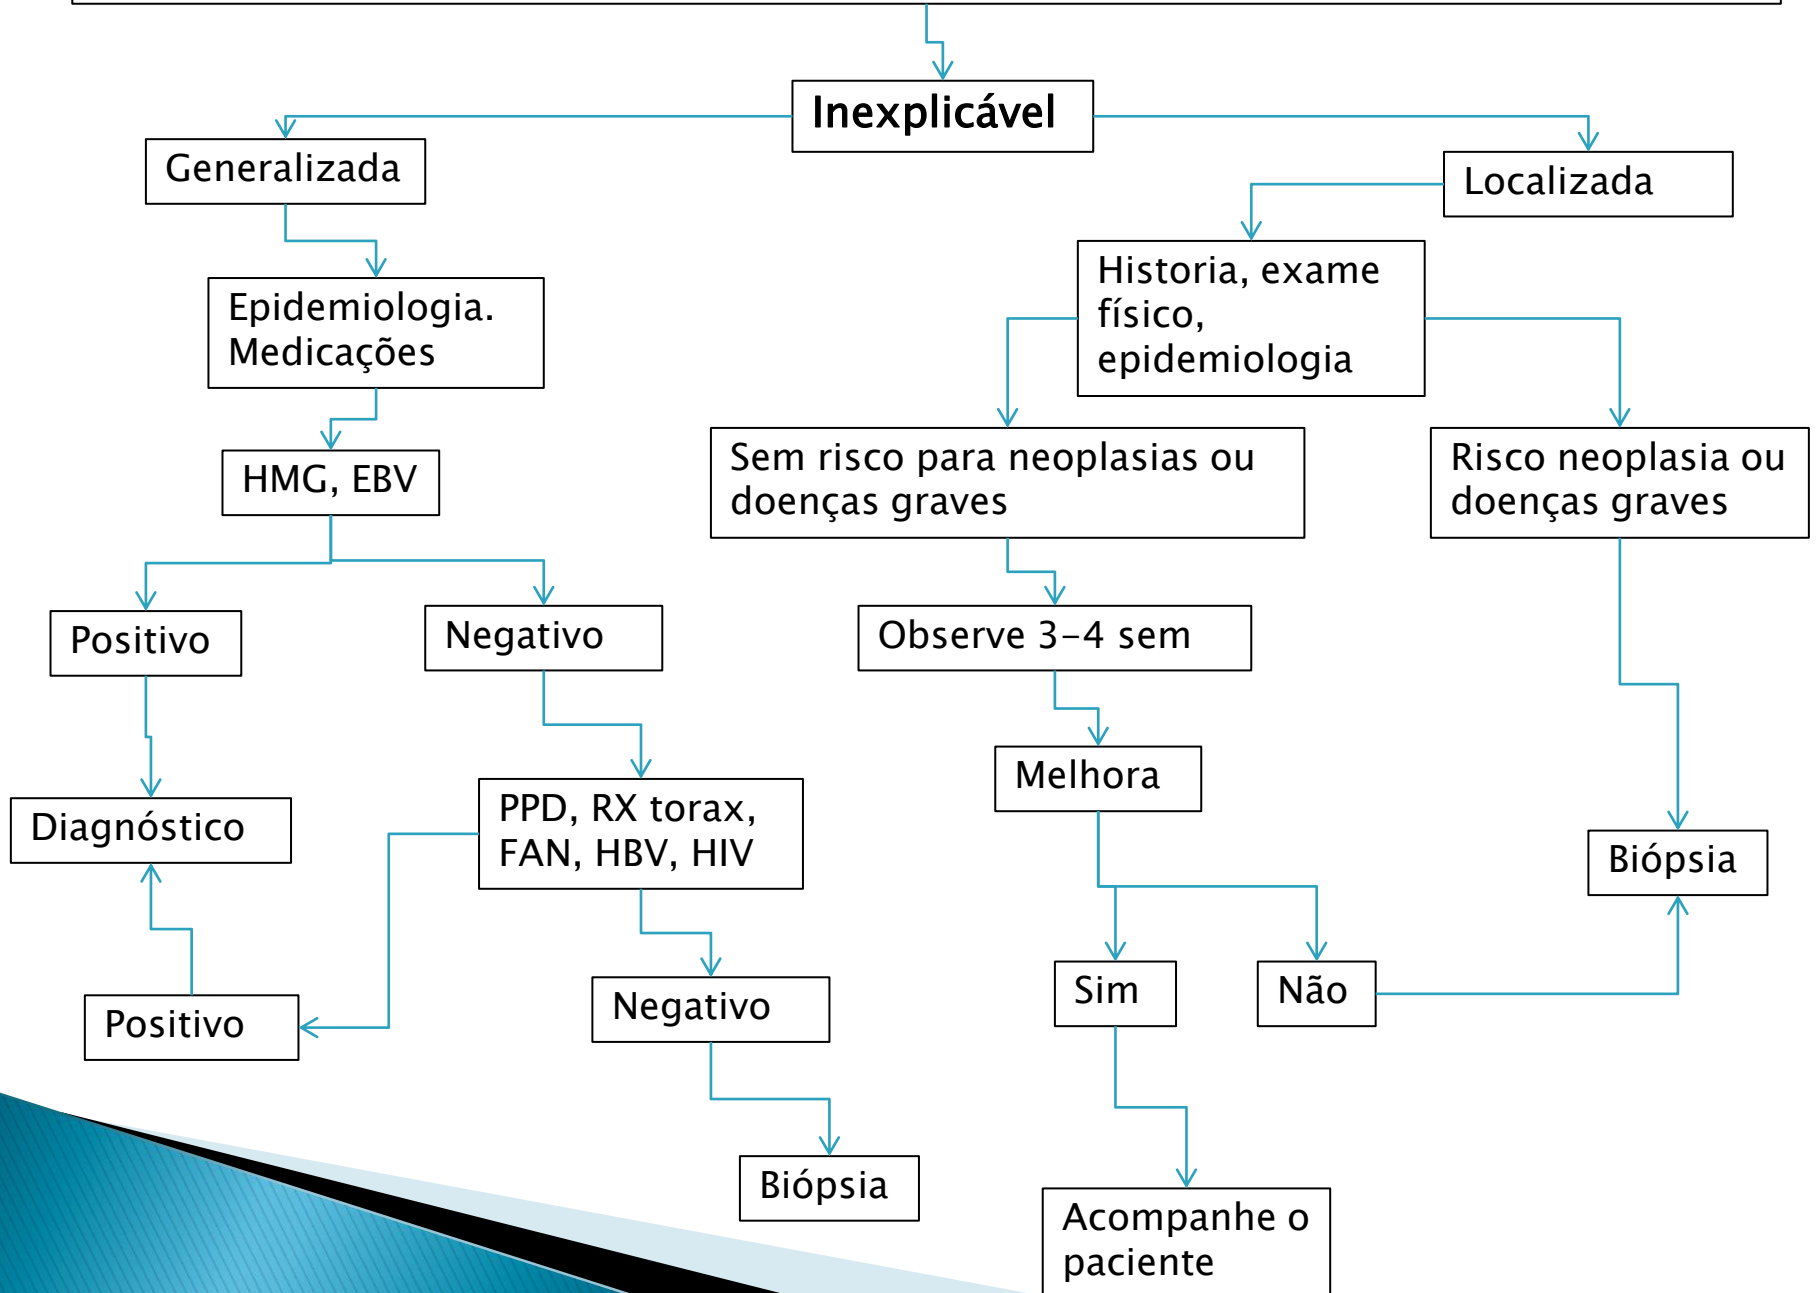 Inexplicável
Generalizada
Localizada
Epidemiologia.
Medicações
Historia, exame
físico,
epidemiologia
HMG, EBV
Sem risco para neoplasias ou
doenças graves
Risco neoplasia ou
doenças graves
Positivo
Negativo
Observe 3-4 sem
Diagnóstico
PPD, RX torax,
FAN, HBV, HIV
Melhora
Biópsia
Positivo
Negativo
Sim
Não
Biópsia
Acompanhe o
paciente